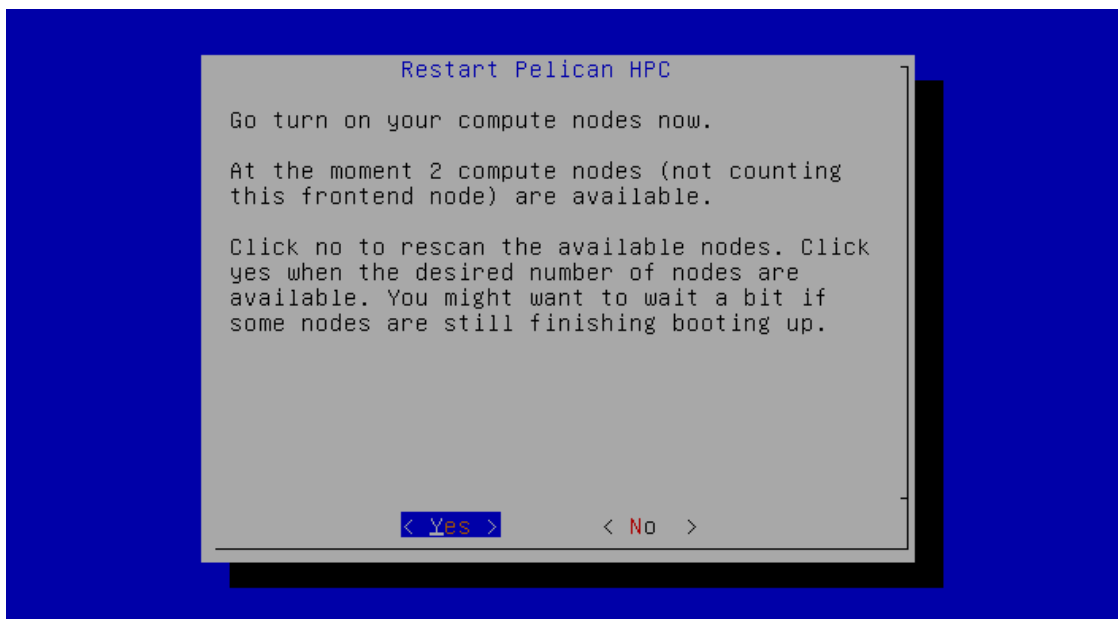 Restart Pelican HPC
Go turn on your compute nodes now.
At the moment 2 compute nodes (not counting
this frontend node) are available.
Click no to rescan the available nodes. Click
yes when the desired number of nodes are
available. You might want to wait a bit if
some nodes are still finishing booting up.
< Yes > < No >